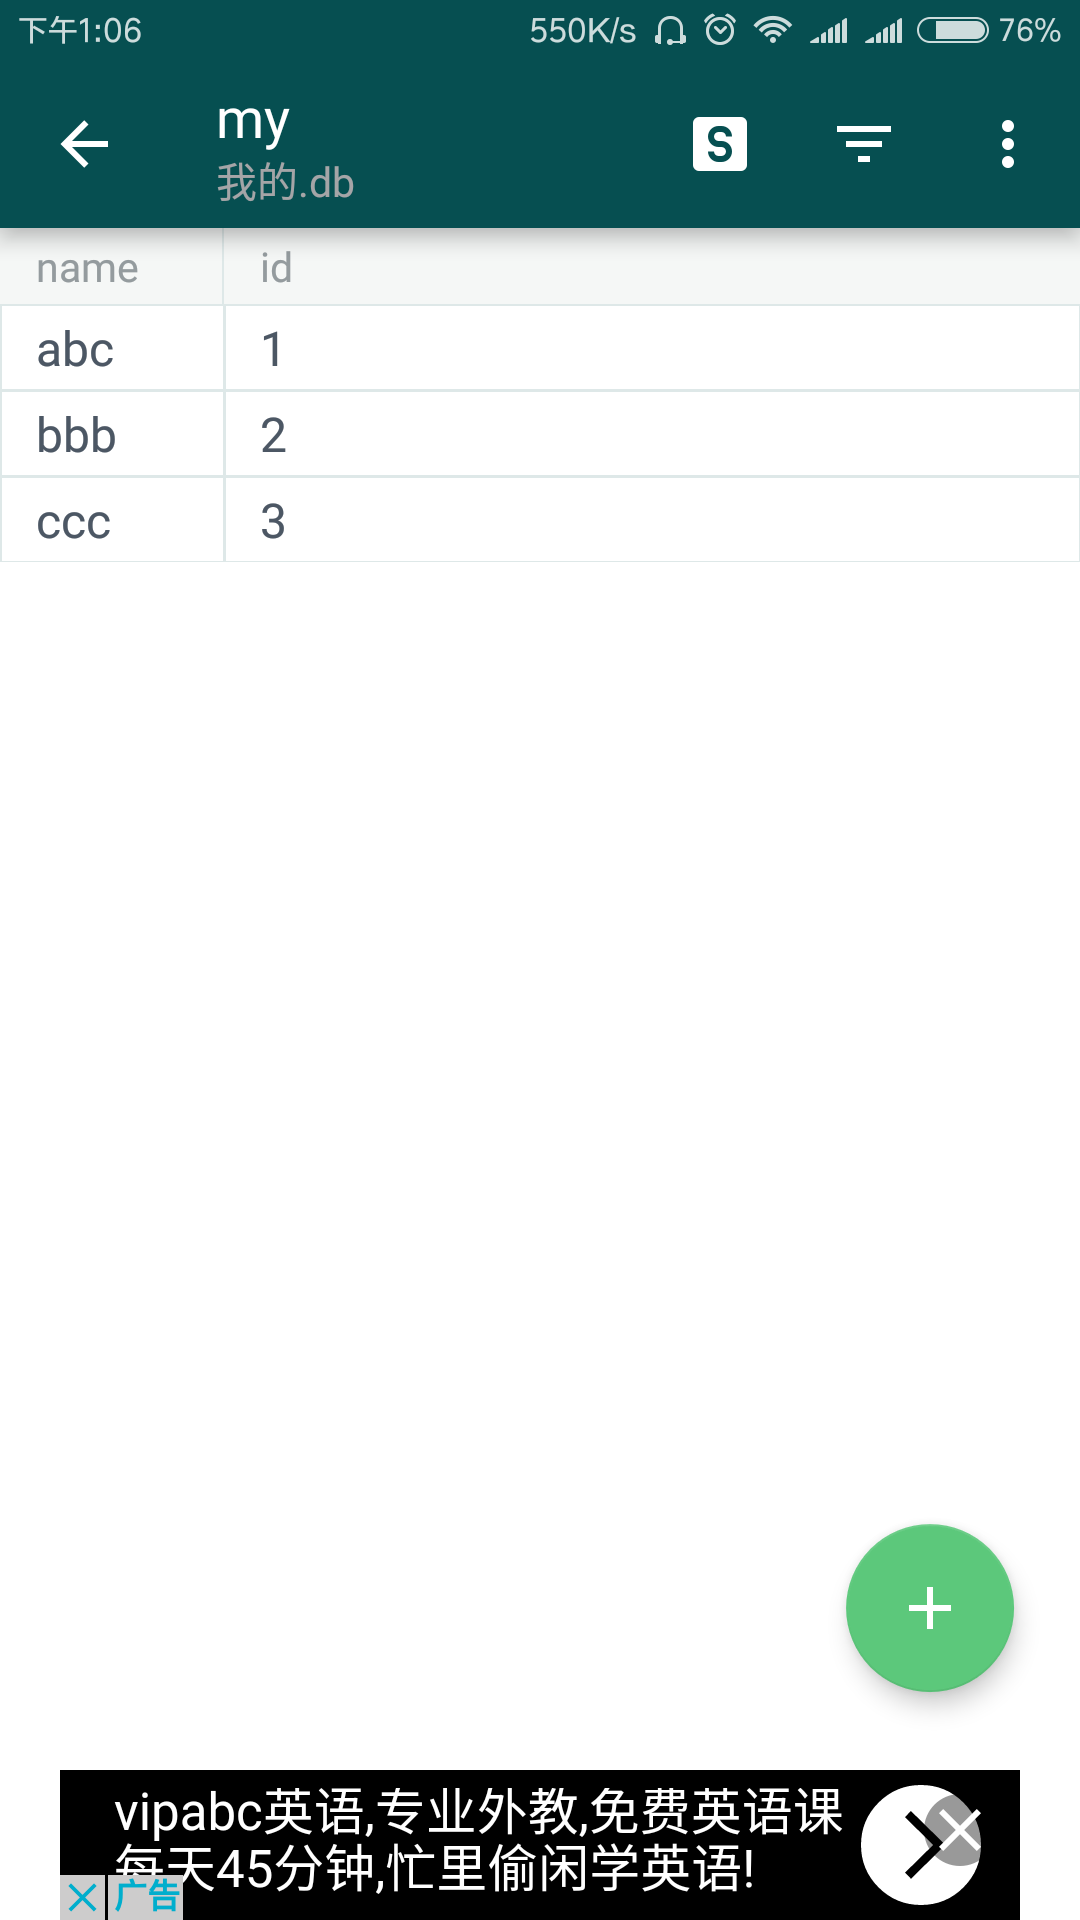 下午1:06 550K/s 76%
my
我的.db
S
name id
abc 1
bbb 2
ccc 3
vipabc英语,专业外教,免费英语课
每天45分钟,忙里偷闲学英语!
广告